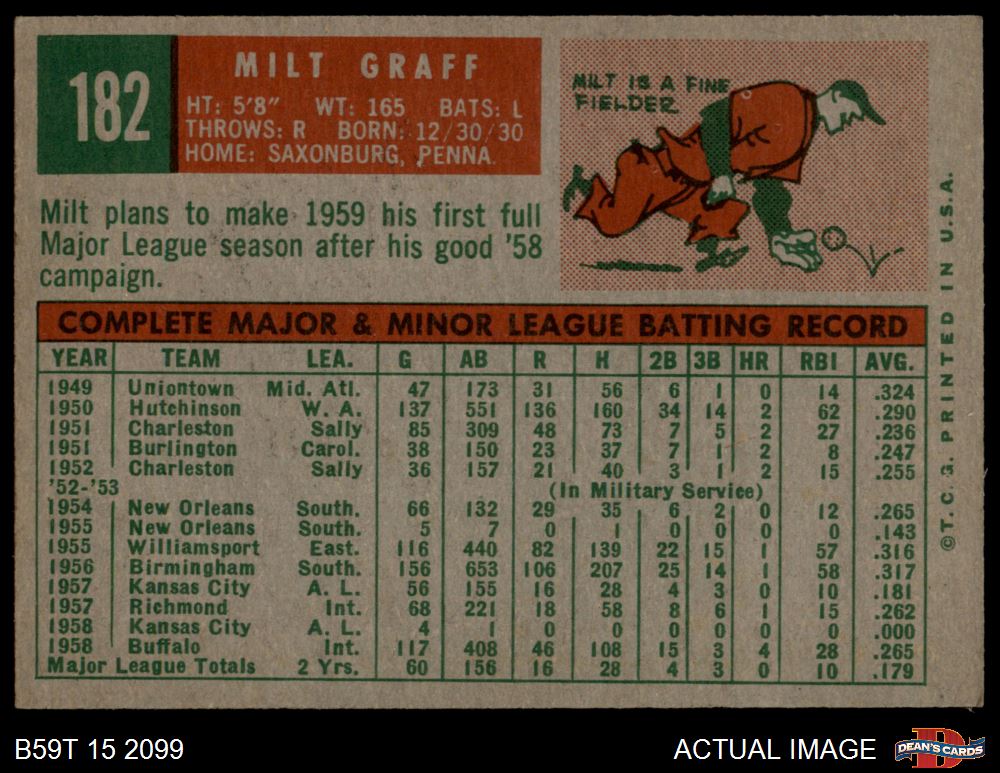 182
MILT GRAFF
HT: 5'8" WT: 165 BATS: L
THROWS: R BORN: 12/30/30
HOME: SAXONBURG, PENNA.
MILT IS A FINE
FIELDER
Milt plans to make 1959 his first full
Major League season after his good '58
campaign.
COMPLETE MAJOR & MINOR LEAGUE BATTING RECORD
YEAR TEAM LEA. G AB R H 2B 3B HR RBI AVG.
1949 Uniontown Mid. Atl. 47 173 31 56 6 1 0 14 .324
1950 Hutchinson W. A. 137 551 136 160 34 14 2 62 .290
1951 Charleston Sally 85 309 48 73 7 5 2 27 .236
1951 Burlington Carol. 38 150 23 37 7 1 2 8 .247
1952 Charleston Sally 36 157 21 40 3 1 2 15 .255
'52-'53 (In Military Service)
1954 New Orleans South. 66 132 29 35 6 2 0 12 .265
1955 New Orleans South. 5 7 0 1 0 0 0 0 .143
1955 Williamsport East. 116 440 82 139 22 15 1 57 .316
1956 Birmingham South. 156 653 106 207 25 14 1 58 .317
1957 Kansas City A. L. 56 155 16 28 4 3 0 10 .181
1957 Richmond Int. 68 221 18 58 8 6 1 15 .262
1958 Kansas City A. L. 4 1 0 0 0 0 0 0 .000
1958 Buffalo Int. 117 408 46 108 15 3 4 28 .265
Major League Totals 2 Yrs. 60 156 16 28 4 3 0 10 .179
©T. C. G. PRINTED IN U.S.A.
B59T 15 2099
ACTUAL IMAGE
D
DEAN'S CARDS